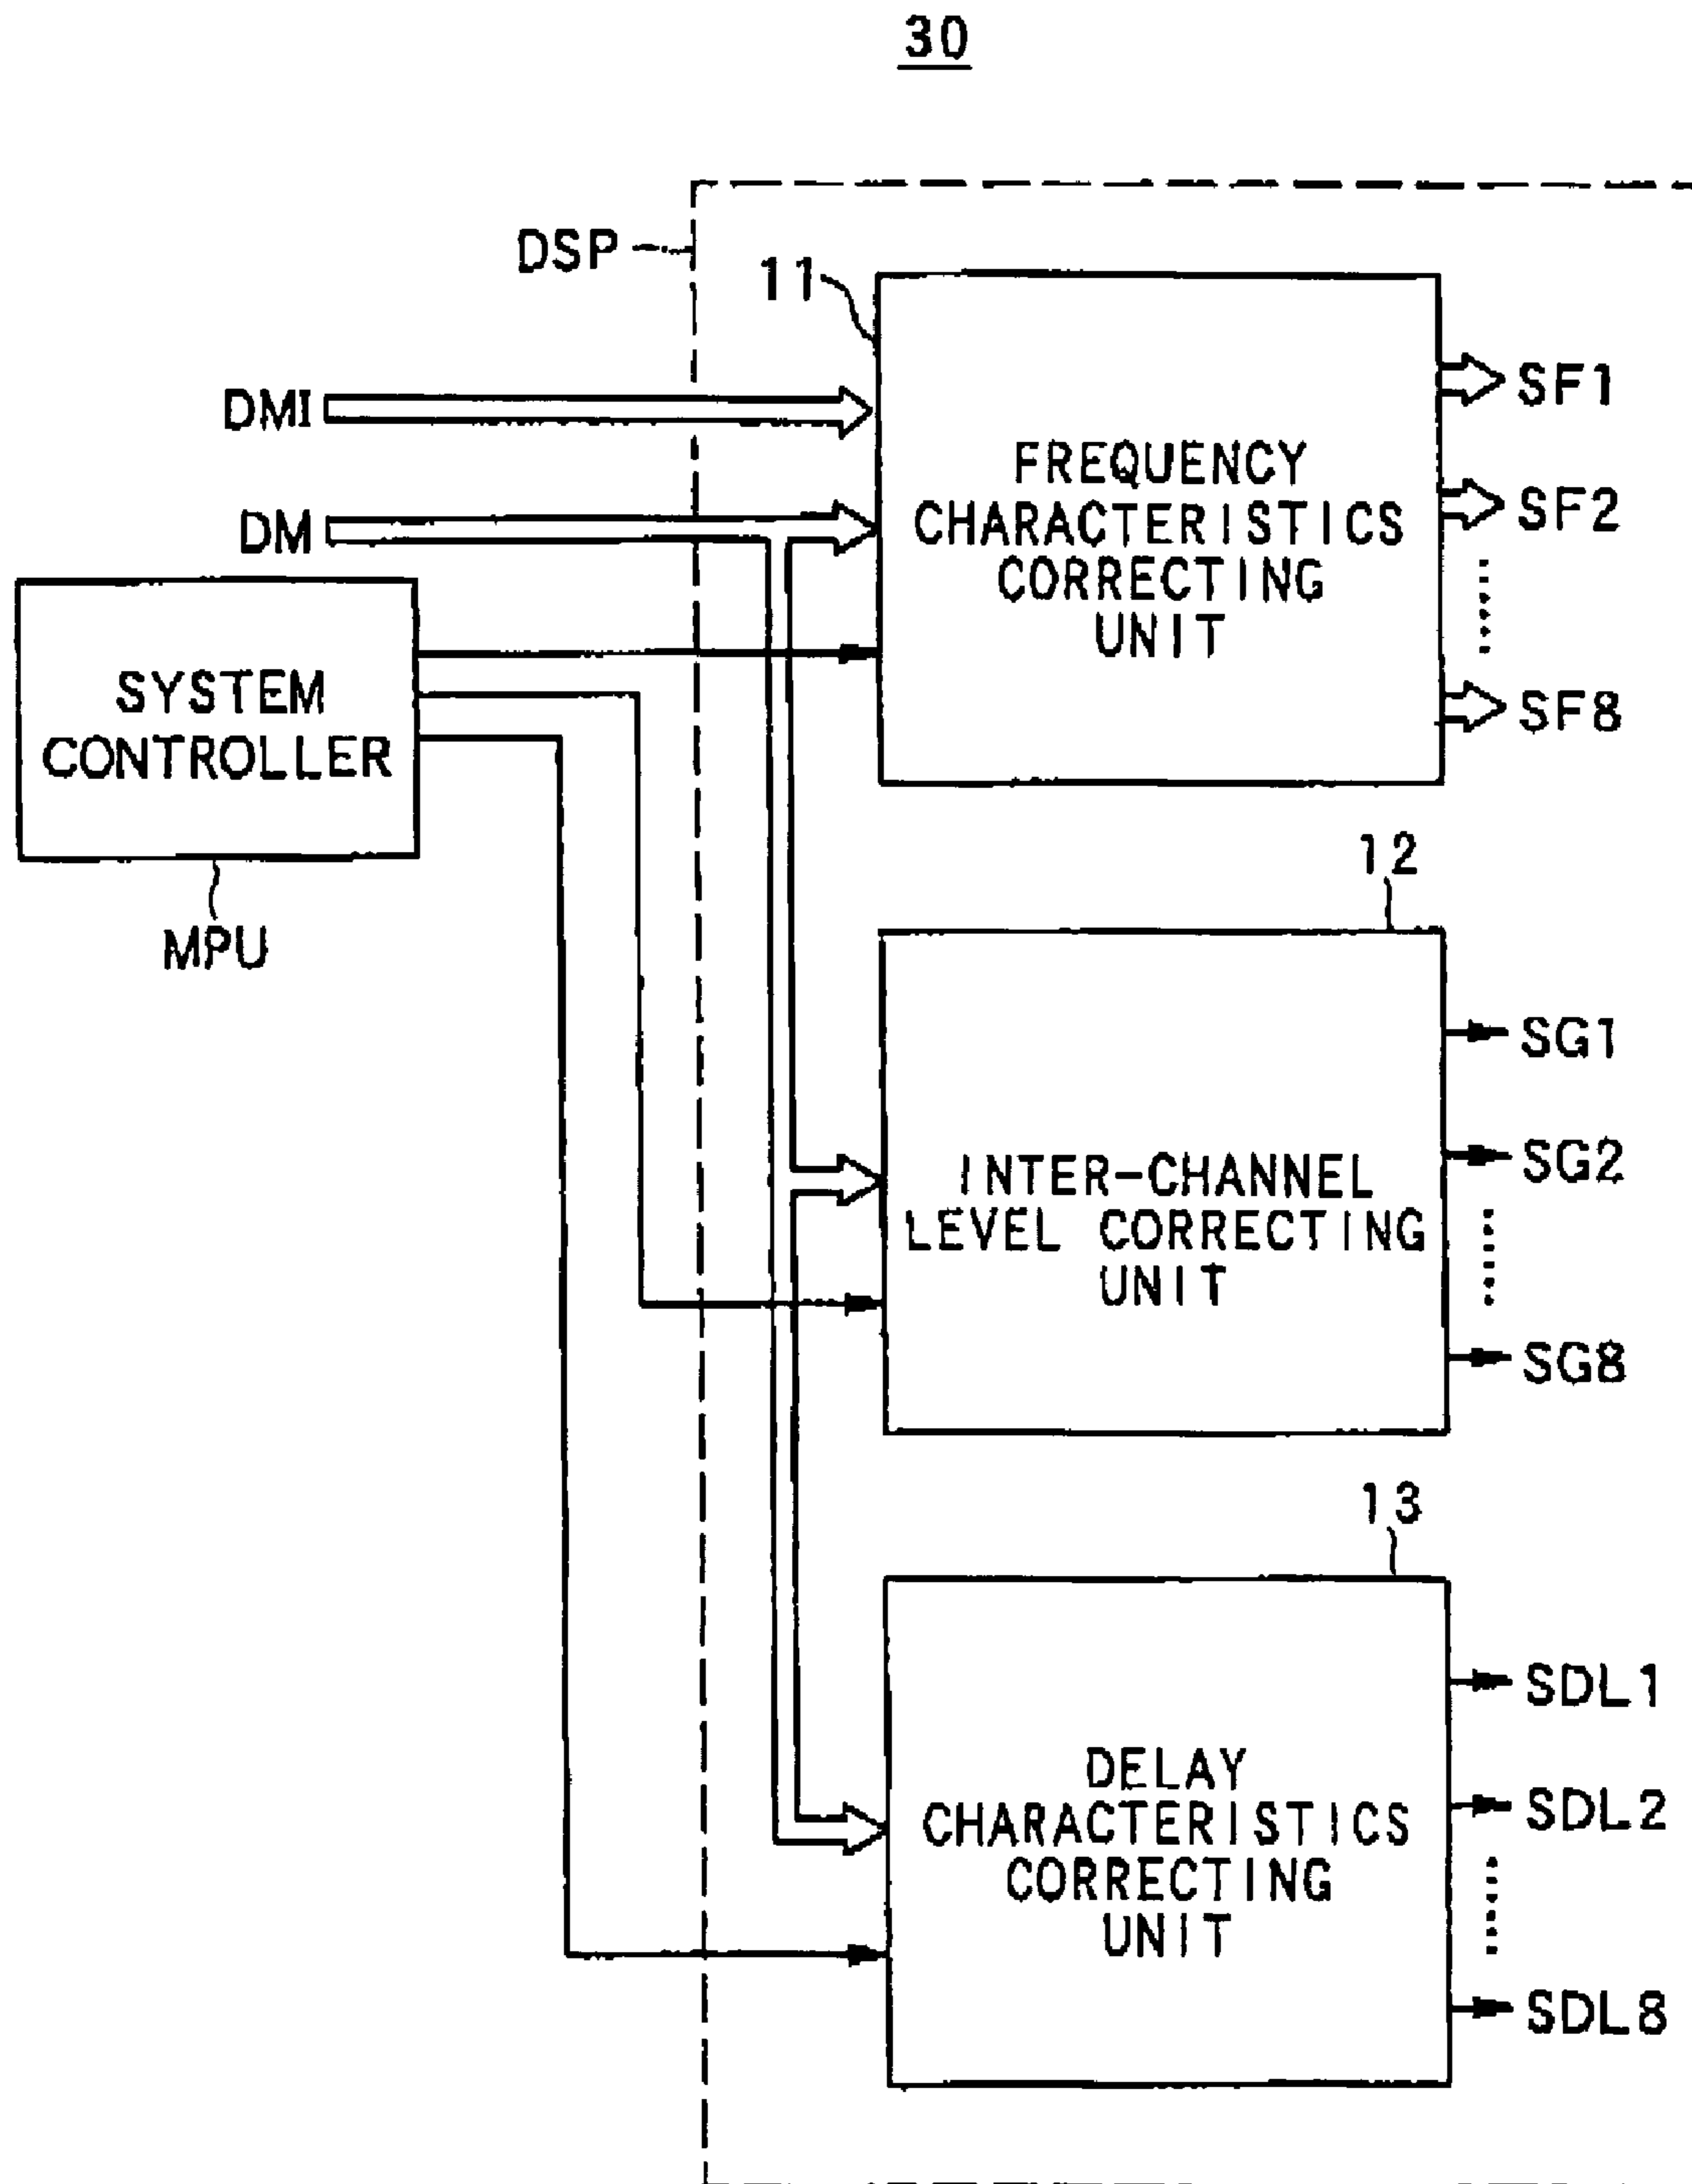 30
DSP
11
DMI
DM
FREQUENCY
CHARACTERISTICS
CORRECTING
UNIT
SF1
SF2
SF8
SYSTEM
CONTROLLER
MPU
12
INTER-CHANNEL
LEVEL CORRECTING
UNIT
SG1
SG2
SG8
13
DELAY
CHARACTERISTICS
CORRECTING
UNIT
SDL1
SDL2
SDL8